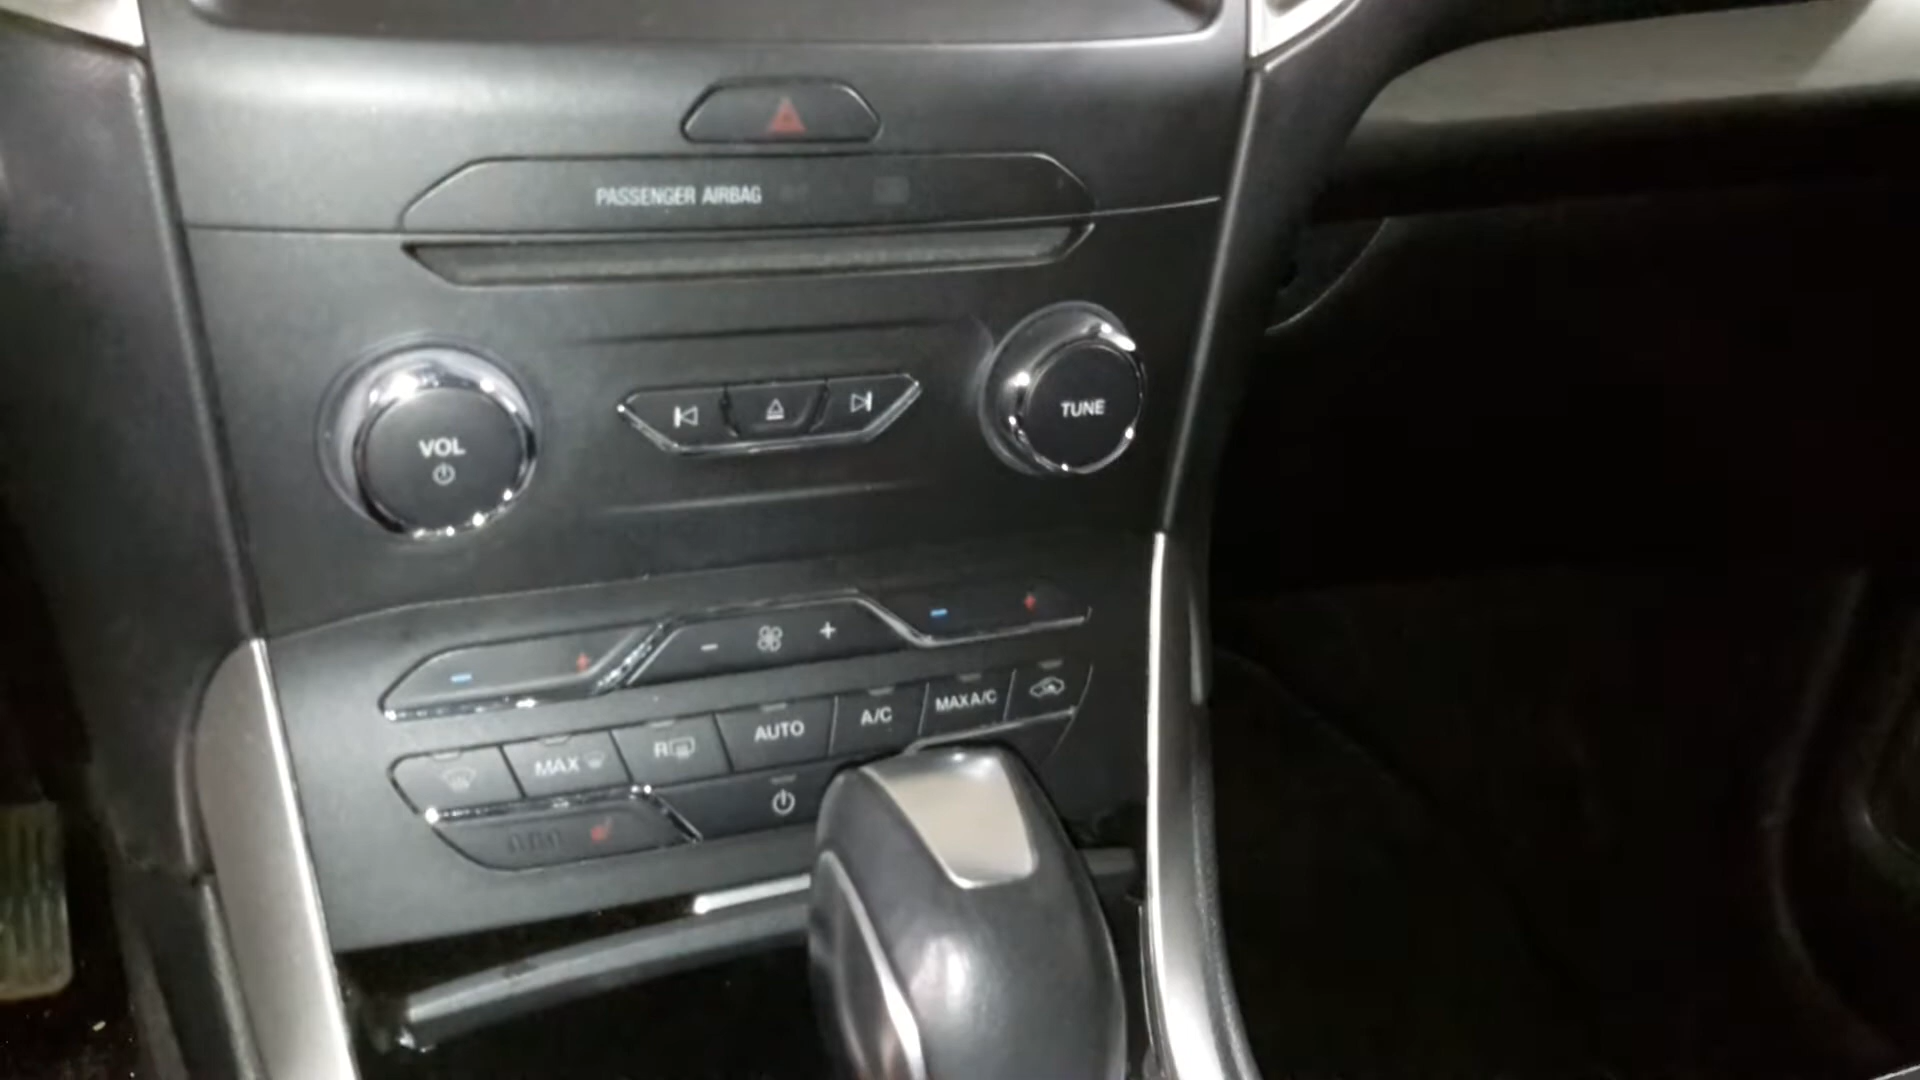 PASSENGER AIRBAG
VOL
TUNE
- +
- +
- +
MAX
R
AUTO
A/C
MAX A/C